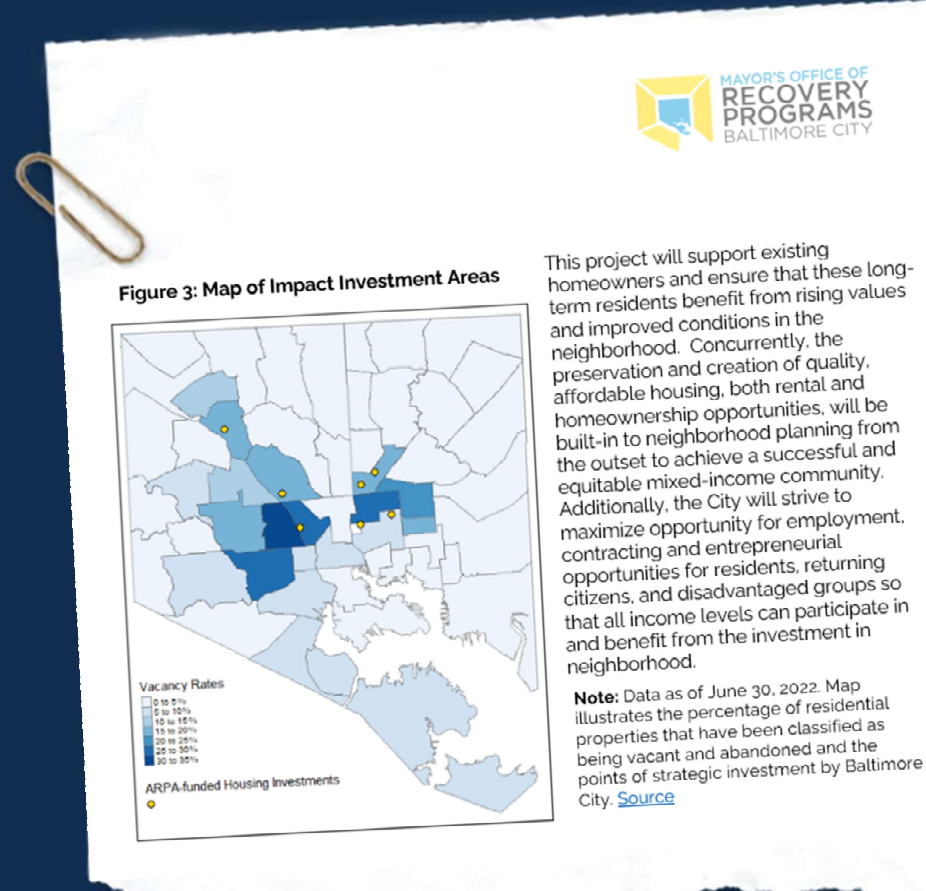 MAYOR'S OFFICE OF
RECOVERY
PROGRAMS
BALTIMORE CITY
Figure 3: Map of Impact Investment Areas
Vacancy Rates
0 to 5%
5 to 10%
10 to 15%
15 to 20%
20 to 25%
25 to 30%
30 to 35%
ARPA-funded Housing Investments
This project will support existing
homeowners and ensure that these long-
term residents benefit from rising values
and improved conditions in the
neighborhood. Concurrently, the
preservation and creation of quality,
affordable housing, both rental and
homeownership opportunities, will be
built-in to neighborhood planning from
the outset to achieve a successful and
equitable mixed-income community.
Additionally, the City will strive to
maximize opportunity for employment,
contracting and entrepreneurial
opportunities for residents, returning
citizens, and disadvantaged groups so
that all income levels can participate in
and benefit from the investment in
neighborhood.
Note: Data as of June 30, 2022. Map
illustrates the percentage of residential
properties that have been classified as
being vacant and abandoned and the
points of strategic investment by Baltimore
City. Source